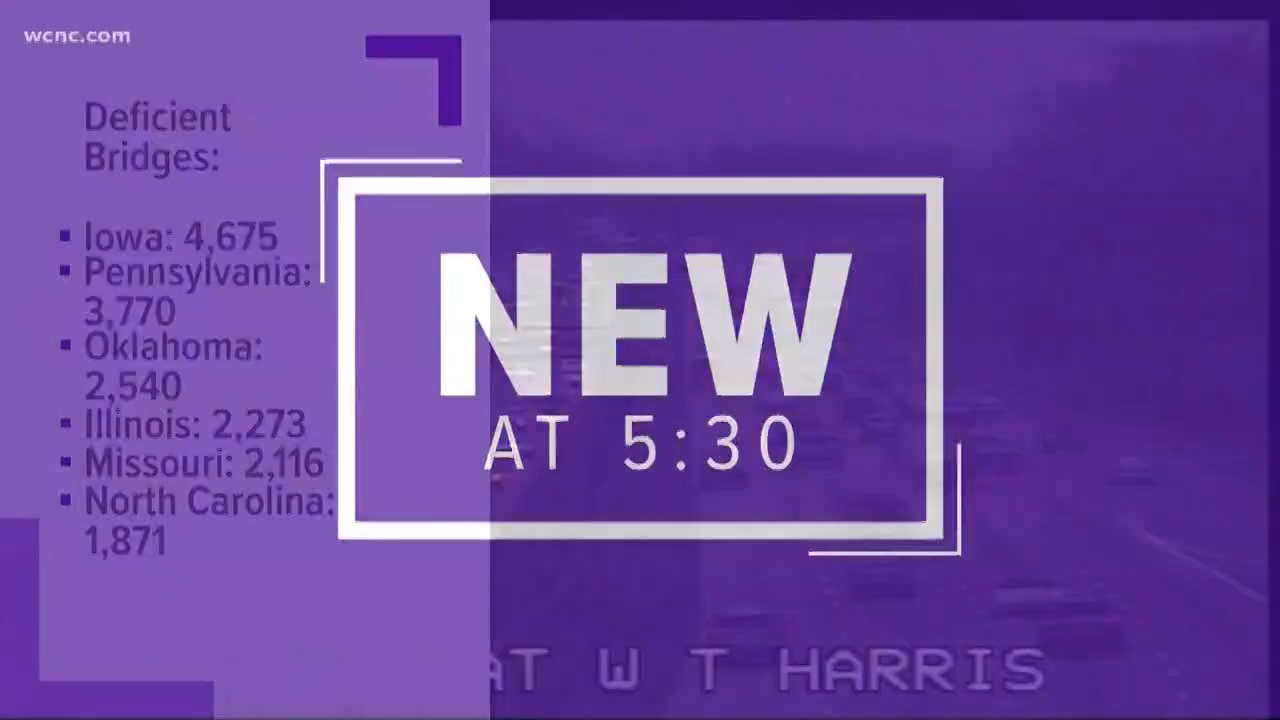 wcnc.com
Deficient
Bridges:
▪ Iowa: 4,675
▪ Pennsylvania:
3,770
▪ Oklahoma:
2,540
▪ Illinois: 2,273
▪ Missouri: 2,116
▪ North Carolina:
1,871
NEW
AT 5:30
AT W T HARRIS